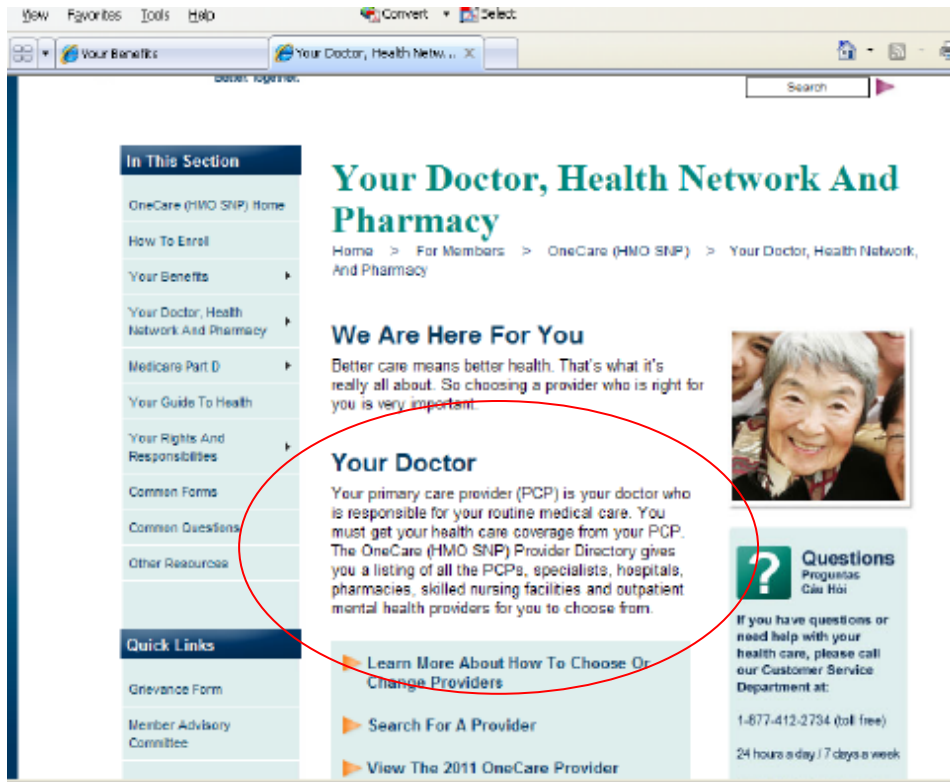 View Favorites Tools Help Convert Select
Your Benefits Your Doctor, Health Netw... X
Better. Together.
Search
In This Section
OneCare (HMO SNP) Home
How To Enroll
Your Benefits
Your Doctor, Health
Network And Pharmacy
Medicare Part D
Your Guide To Health
Your Rights And
Responsibilities
Common Forms
Common Questions
Other Resources
Quick Links
Grievance Form
Member Advisory
Committee
Your Doctor, Health Network And
Pharmacy
Home > For Members > OneCare (HMO SNP) > Your Doctor, Health Network,
And Pharmacy
We Are Here For You
Better care means better health. That's what it's
really all about. So choosing a provider who is right for
you is very important.
Your Doctor
Your primary care provider (PCP) is your doctor who
is responsible for your routine medical care. You
must get your health care coverage from your PCP.
The OneCare (HMO SNP) Provider Directory gives
you a listing of all the PCPs, specialists, hospitals,
pharmacies, skilled nursing facilities and outpatient
mental health providers for you to choose from.
Learn More About How To Choose Or
Change Providers
Search For A Provider
View The 2011 OneCare Provider
?
Questions
Preguntas
Câu Hỏi
If you have questions or
need help with your
health care, please call
our Customer Service
Department at:
1-877-412-2734 (toll free)
24 hours a day / 7 days a week